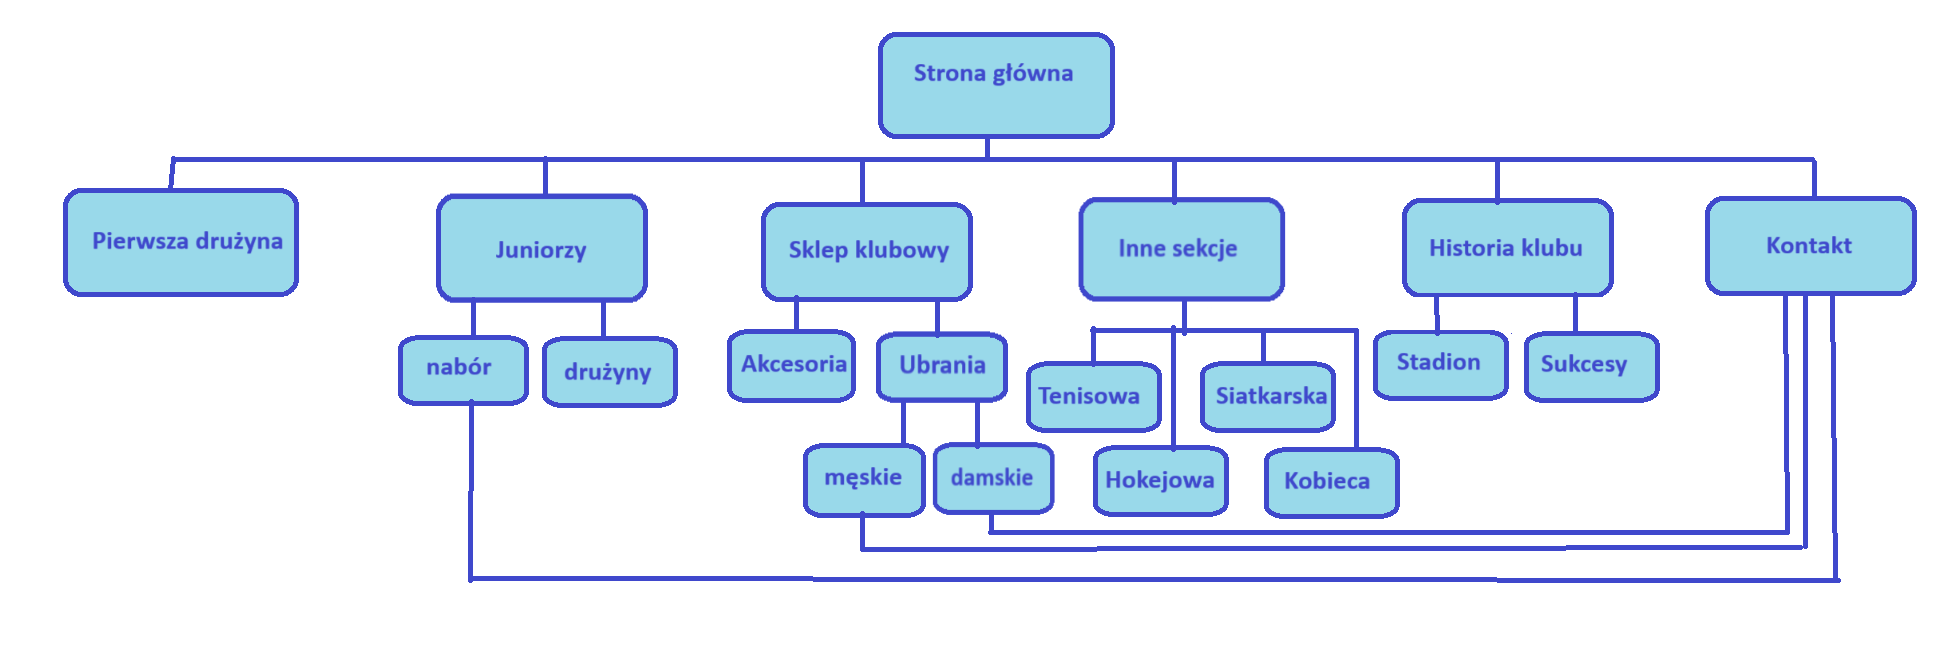 Strona główna
Pierwsza drużyna
Juniorzy
Sklep klubowy
Inne sekcje
Historia klubu
Kontakt
nabór
drużyny
Akcesoria
Ubrania
Tenisowa
Siatkarska
Stadion
Sukcesy
męskie
damskie
Hokejowa
Kobieca